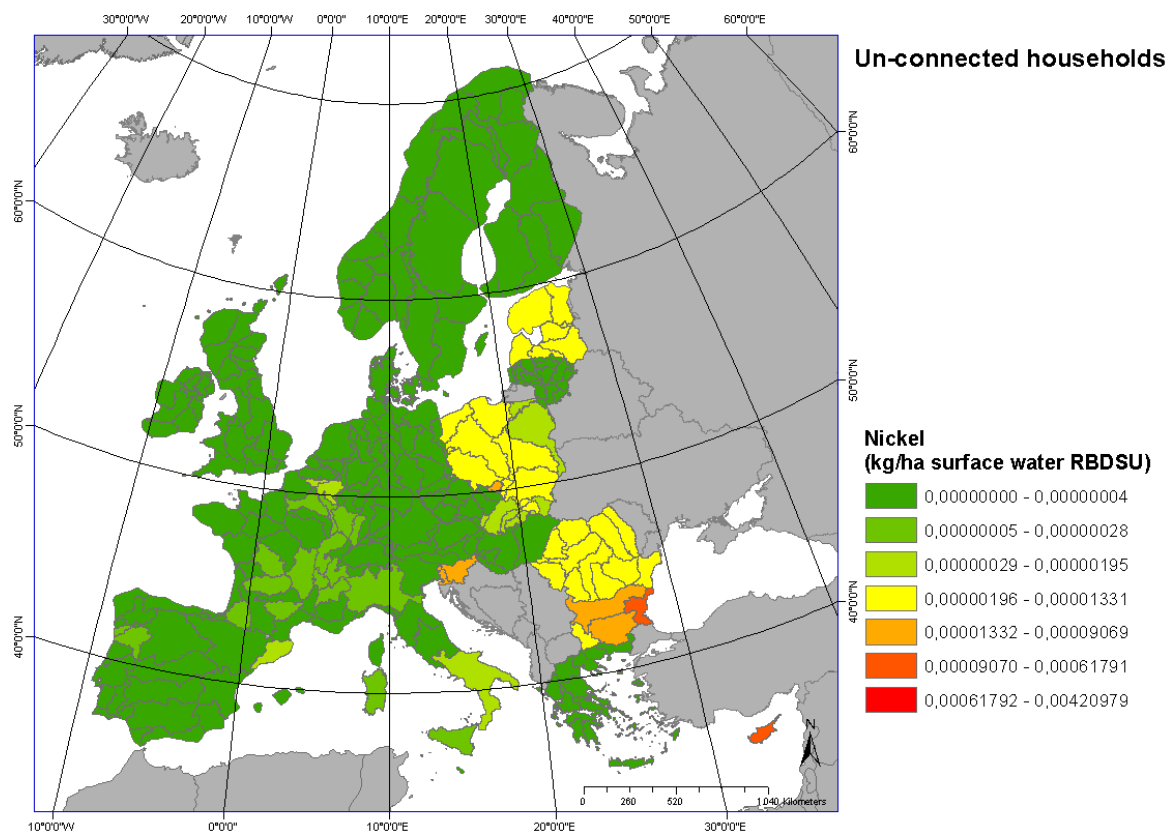 30°0'0"W 20°0'0"W 10°0'0"W 0°0'0" 10°0'0"E 20°0'0"E 30°0'0"E 40°0'0"E 50°0'0"E 60°0'0"E
Un-connected households
60°0'0"N
60°0'0"N
50°0'0"N
50°0'0"N
40°0'0"N
40°0'0"N
Nickel
(kg/ha surface water RBDSU)
0,00000000 - 0,00000004
0,00000005 - 0,00000028
0,00000029 - 0,00000195
0,00000196 - 0,00001331
0,00001332 - 0,00009069
0,00009070 - 0,00061791
0,00061792 - 0,00420979
N
0 260 520 1 040 Kilometers
10°0'0"W 0°0'0" 10°0'0"E 20°0'0"E 30°0'0"E